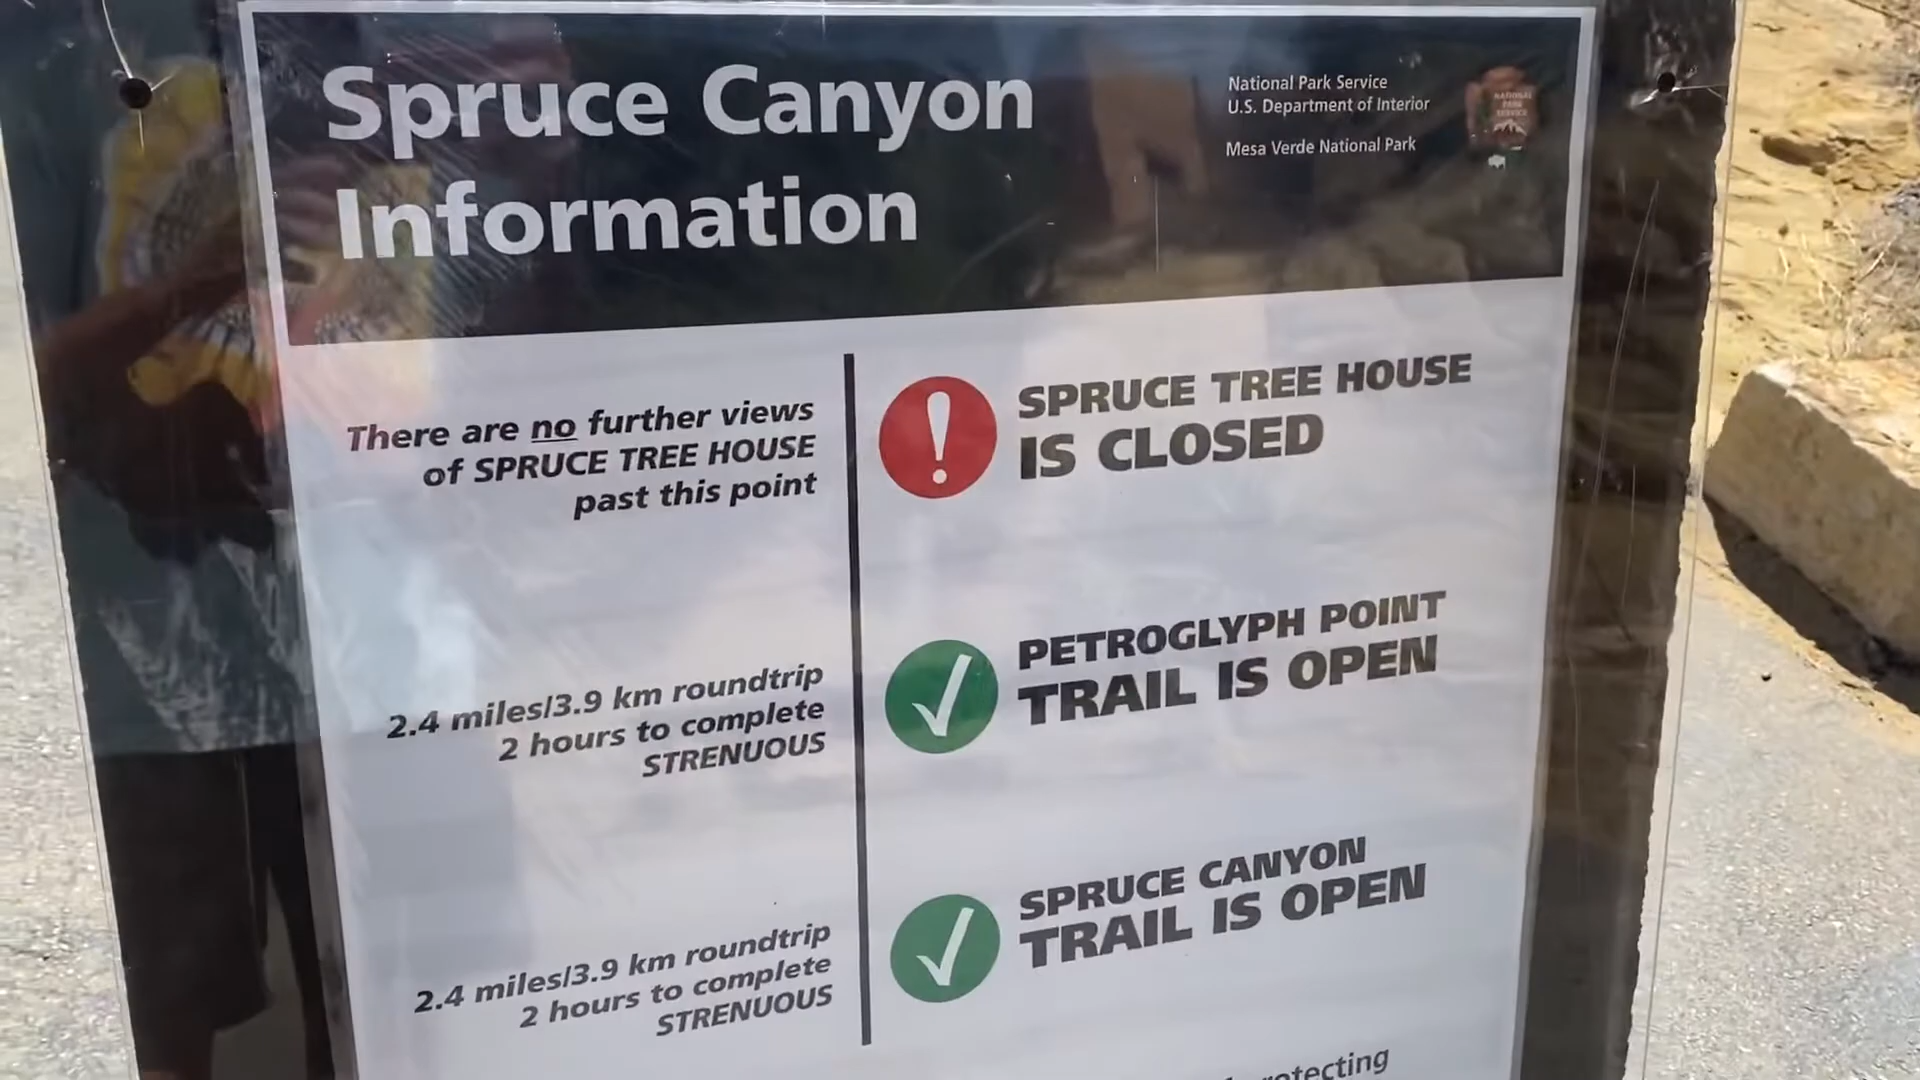 Spruce Canyon
Information
National Park Service
U.S. Department of Interior
Mesa Verde National Park
NATIONAL
PARK
SERVICE
There are no further views
of SPRUCE TREE HOUSE
past this point
SPRUCE TREE HOUSE
IS CLOSED
2.4 miles/3.9 km roundtrip
2 hours to complete
STRENUOUS
PETROGLYPH POINT
TRAIL IS OPEN
2.4 miles/3.9 km roundtrip
2 hours to complete
STRENUOUS
SPRUCE CANYON
TRAIL IS OPEN